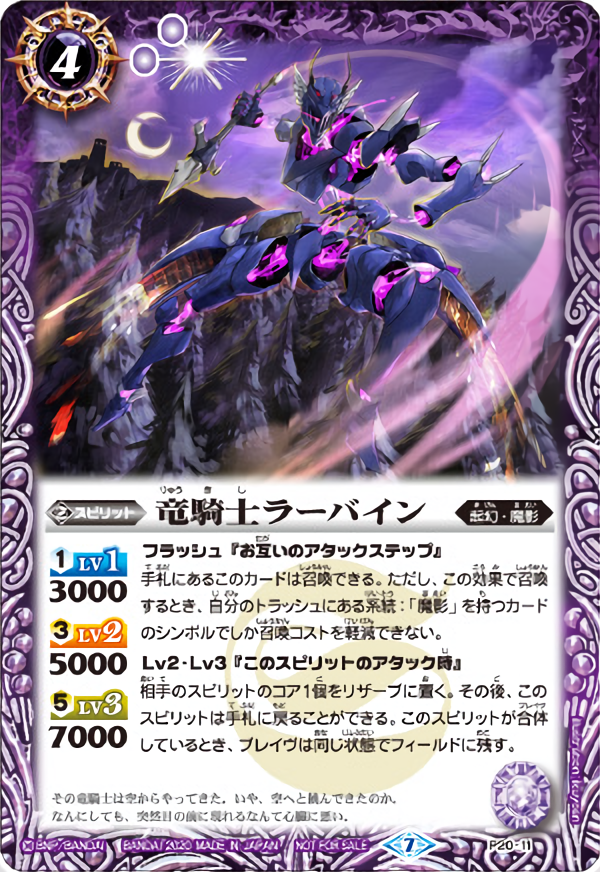 4
竜騎士ラーバイン
りゅう き し
スピリット
起幻・魔影
1 LV1
3000
3 LV2
5000
5 LV3
7000
フラッシュ『お互いのアタックステップ』
手札にあるこのカードは召喚できる。ただし、この効果で召喚
するとき、自分のトラッシュにある系統：「魔影」を持つカード
のシンボルでしか召喚コストを軽減できない。
Lv2・Lv3『このスピリットのアタック時』
相手のスピリットのコア1個をリザーブに置く。その後、この
スピリットは手札に戻ることができる。このスピリットが合体
しているとき、ブレイヴは同じ状態でフィールドに残す。
その竜騎士は空からやってきた。いや、空へと挑んできたのか。
なんにしても、突然目の前に現れるなんて心臓に悪い。
BNP/BANDAI BANDAI 2020 MADE IN JAPAN NOT FOR SALE
7
P20-11